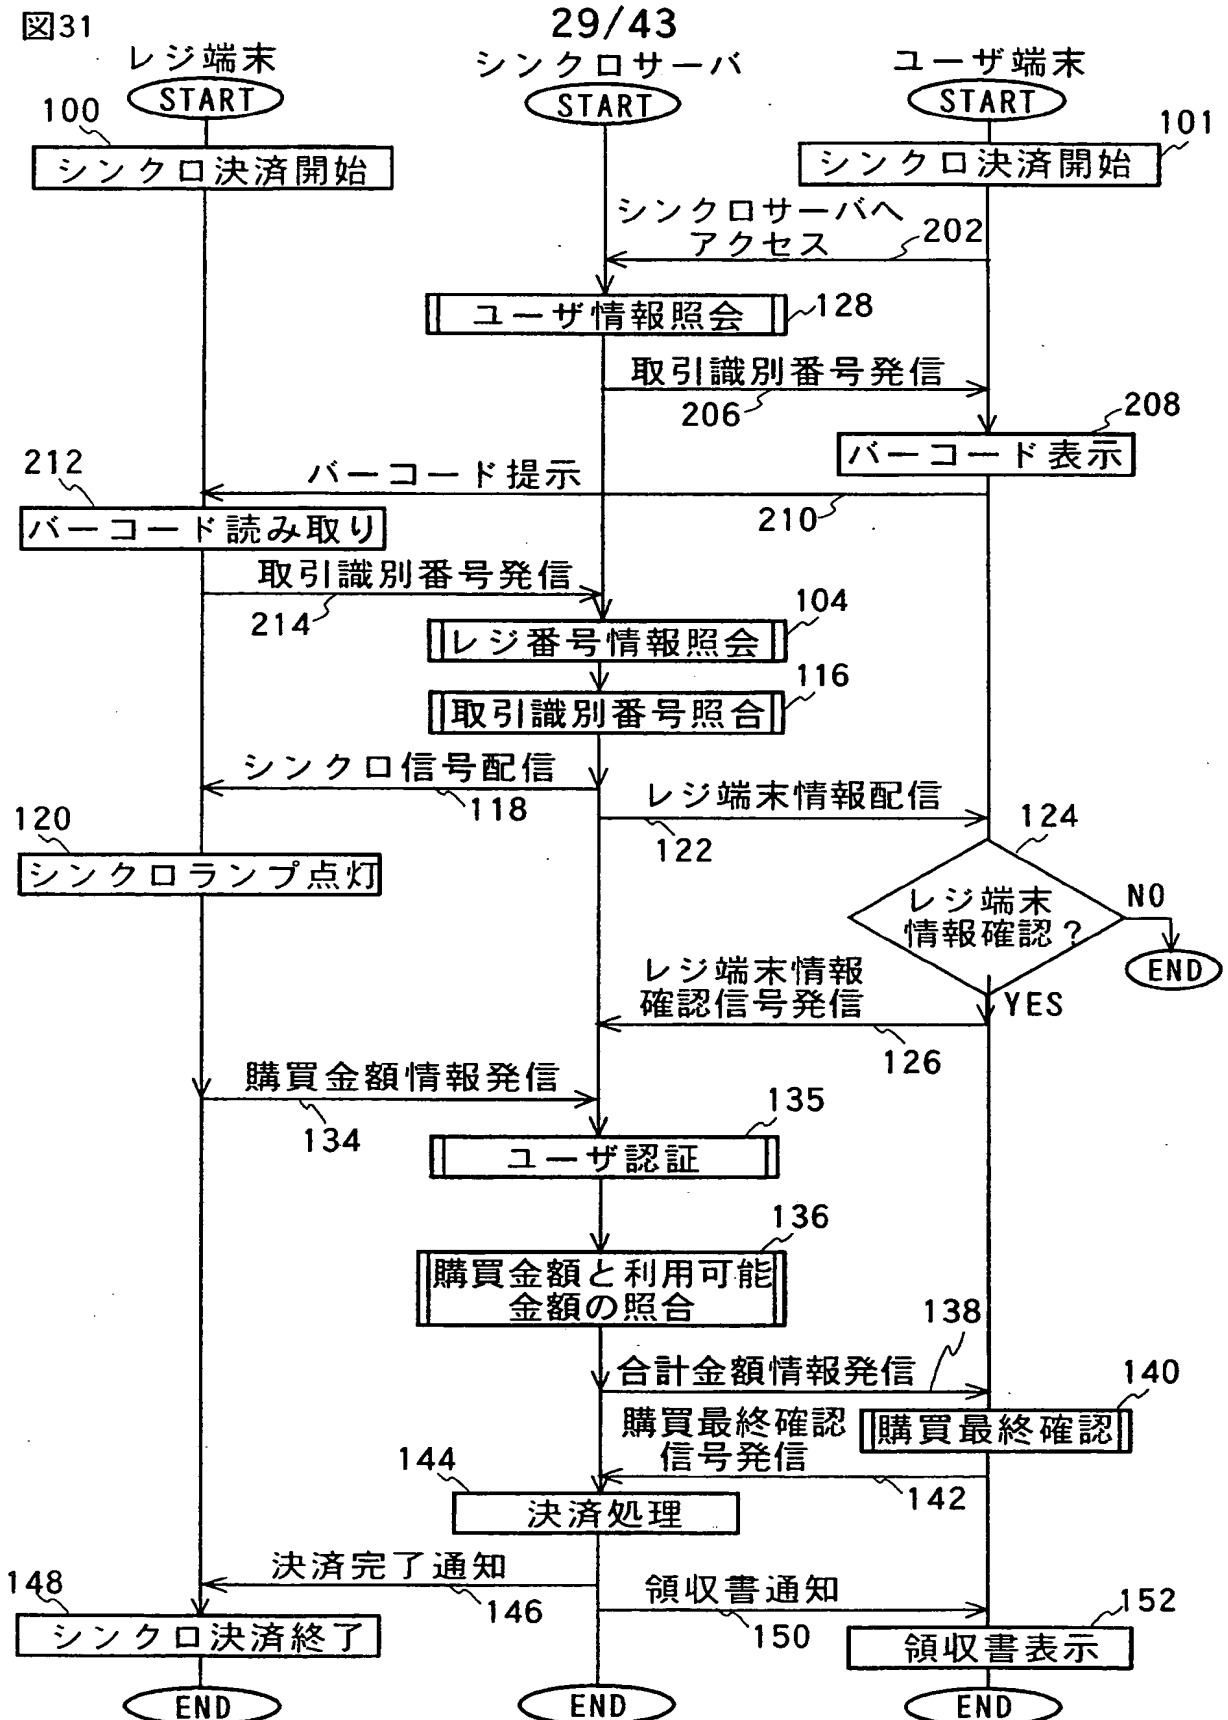 図31
29/43
レジ端末
シンクロサーバ
ユーザ端末
START
START
START
100
101
シンクロ決済開始
シンクロ決済開始
シンクロサーバへ
アクセス
202
ユーザ情報照会
128
取引識別番号発信
206
208
バーコード表示
212
バーコード提示
210
バーコード読み取り
取引識別番号発信
214
104
レジ番号情報照会
116
取引識別番号照合
シンクロ信号配信
118
レジ端末情報配信
122
120
シンクロランプ点灯
124
レジ端末
情報確認?
NO
END
YES
レジ端末情報
確認信号発信
126
購買金額情報発信
134
135
ユーザ認証
136
購買金額と利用可能
金額の照合
138
合計金額情報発信
140
購買最終確認
購買最終確認
信号発信
142
144
決済処理
決済完了通知
146
148
シンクロ決済終了
領収書通知
150
152
領収書表示
END
END
END